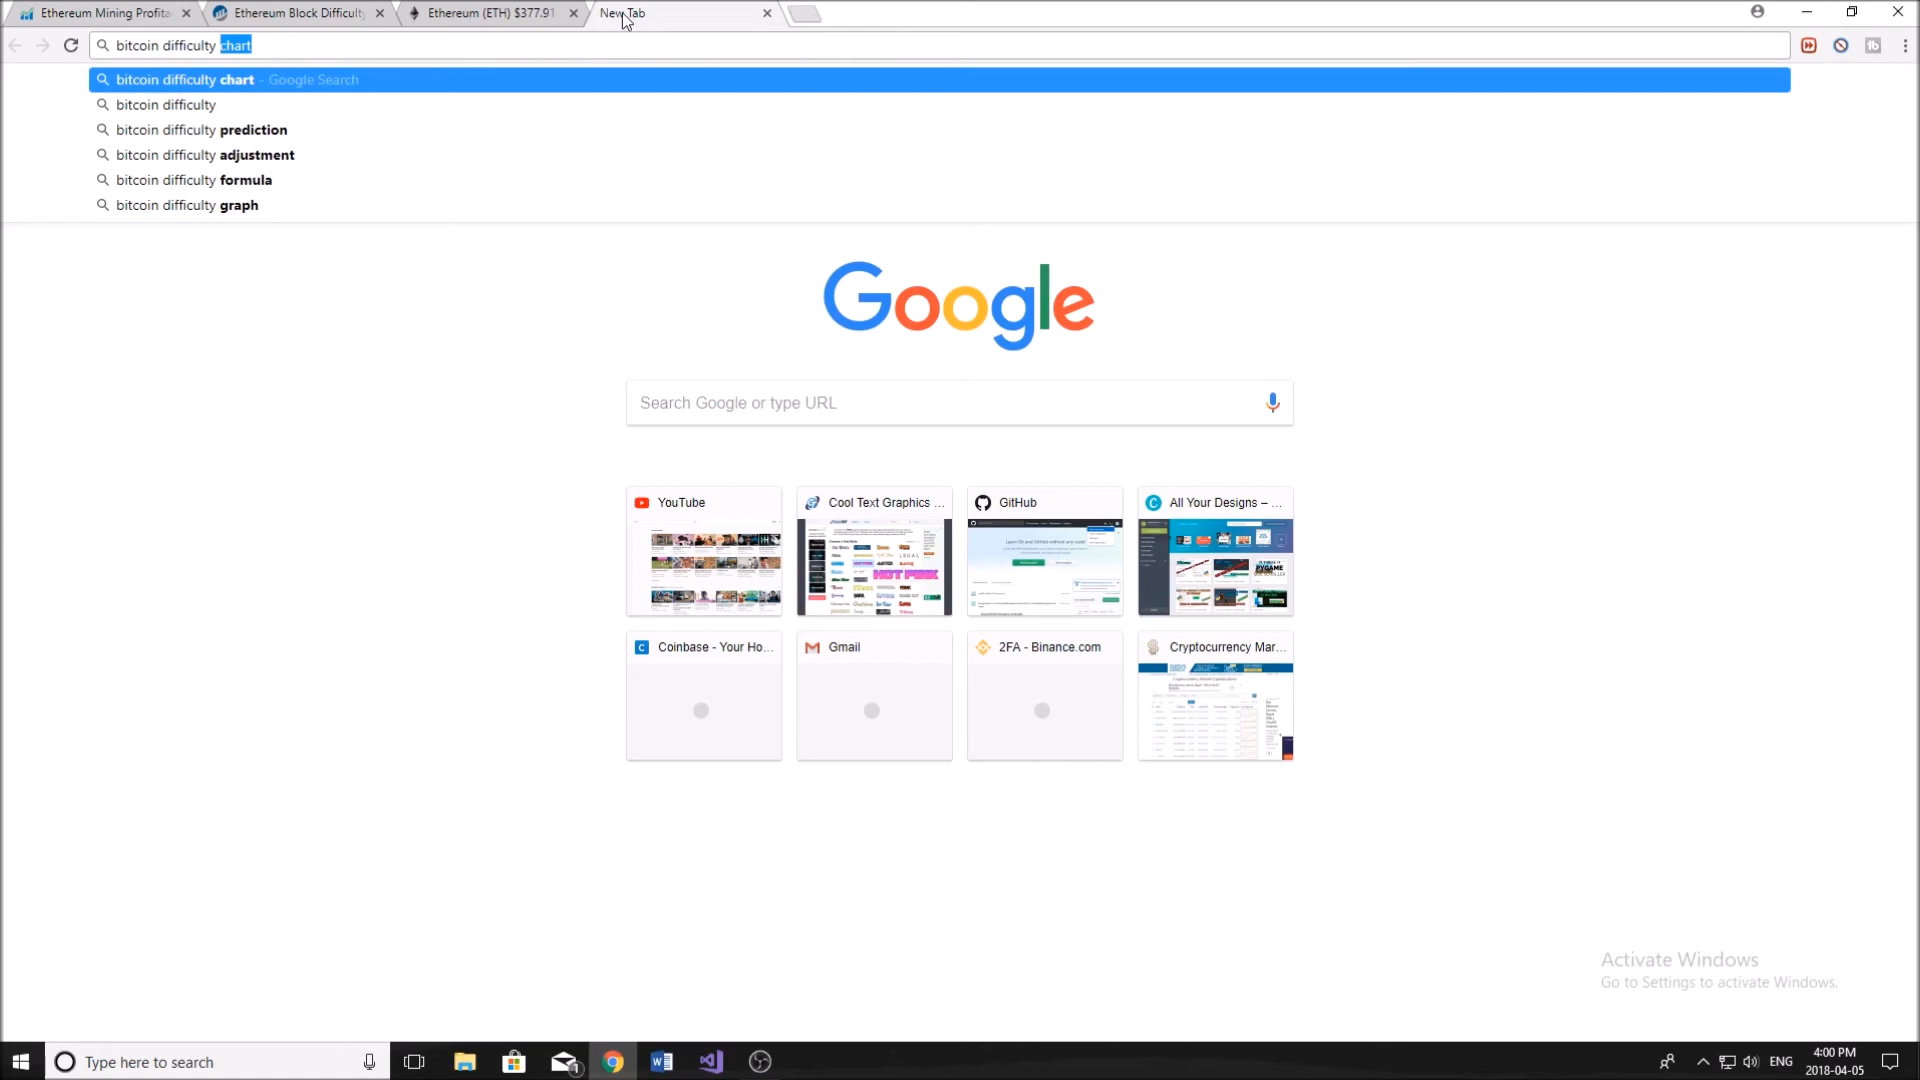 Ethereum Mining Profita
Ethereum Block Difficulty
Ethereum (ETH) $377.91
New Tab
bitcoin difficulty chart
bitcoin difficulty chart - Google Search
bitcoin difficulty
bitcoin difficulty prediction
bitcoin difficulty adjustment
bitcoin difficulty formula
bitcoin difficulty graph
Google
Search Google or type URL
YouTube
Cool Text Graphics ...
GitHub
All Your Designs – ...
HOT PINK
Coinbase - Your Ho...
Gmail
2FA - Binance.com
Cryptocurrency Mar...
Activate Windows
Go to Settings to activate Windows.
Type here to search
1
ENG
4:00 PM
2018-04-05